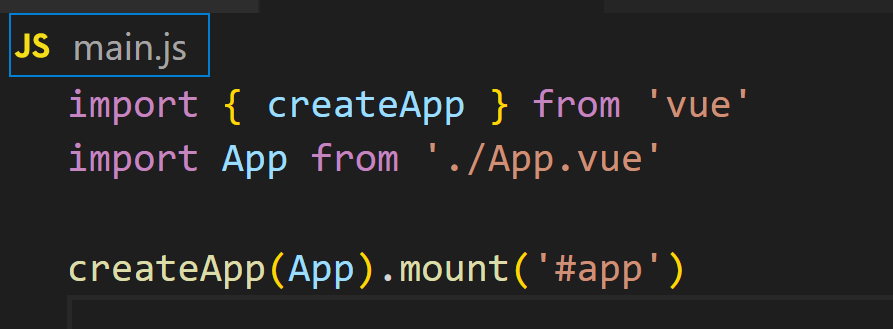 JS main.js
import { createApp } from 'vue'
import App from './App.vue'
createApp(App).mount('#app')